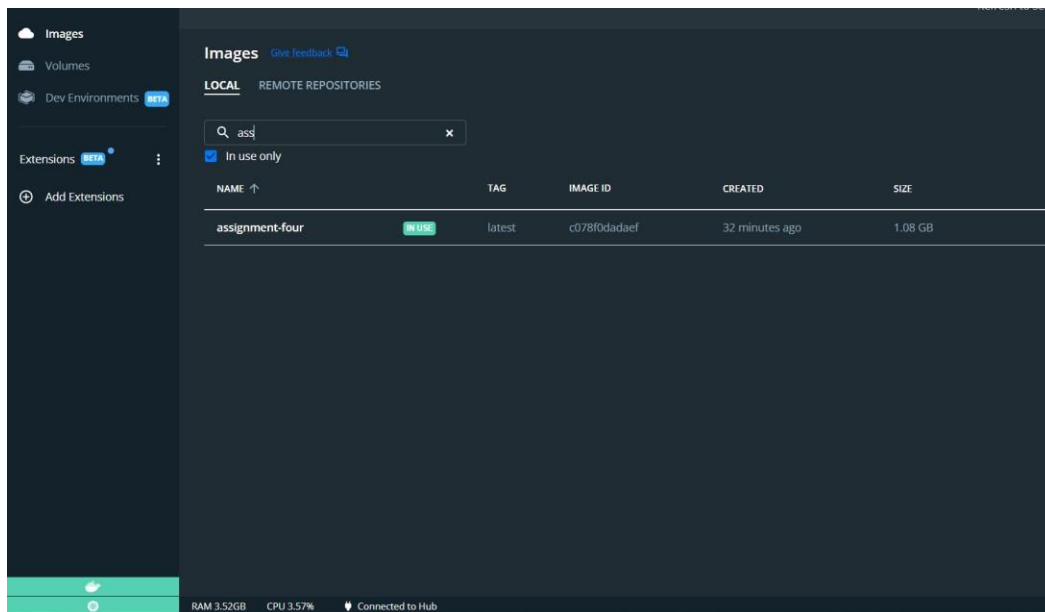 Images
Volumes
Dev Environments BETA
Extensions BETA
Add Extensions
Images Give feedback
LOCAL REMOTE REPOSITORIES
ass
In use only
NAME TAG IMAGE ID CREATED SIZE
assignment-four IN USE latest c078f0dadaef 32 minutes ago 1.08 GB
RAM 3.52GB CPU 3.57% Connected to Hub